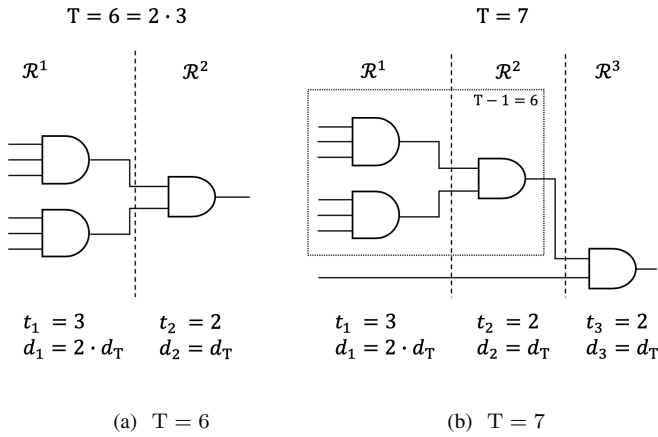 T = 6 = 2 · 3
T = 7
ℛ¹ ℛ²
ℛ¹ ℛ² ℛ³
T − 1 = 6
t₁ = 3 t₂ = 2
d₁ = 2 · d_T d₂ = d_T
t₁ = 3 t₂ = 2 t₃ = 2
d₁ = 2 · d_T d₂ = d_T d₃ = d_T
(a) T = 6
(b) T = 7